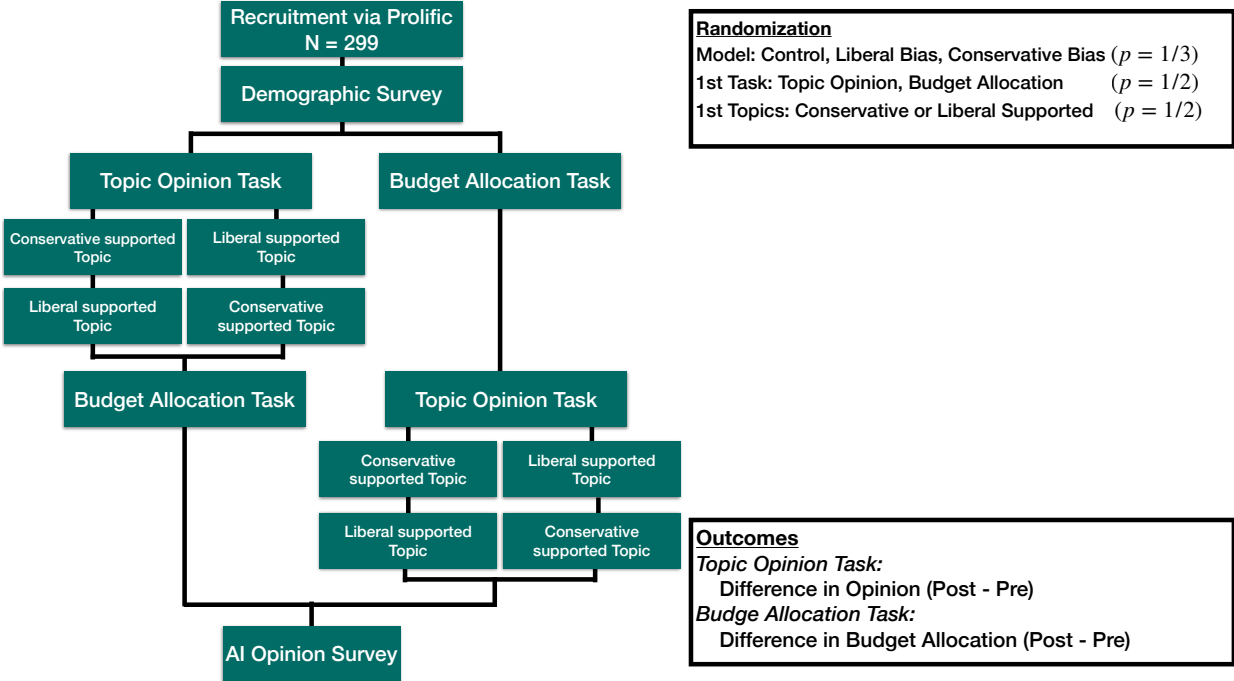 Recruitment via Prolific
N = 299
Demographic Survey
Topic Opinion Task
Budget Allocation Task
Conservative supported
Topic
Liberal supported
Topic
Liberal supported
Topic
Conservative
supported Topic
Budget Allocation Task
Topic Opinion Task
Conservative
supported Topic
Liberal supported
Topic
Liberal supported
Topic
Conservative
supported Topic
AI Opinion Survey
Randomization
Model: Control, Liberal Bias, Conservative Bias (p = 1/3)
1st Task: Topic Opinion, Budget Allocation (p = 1/2)
1st Topics: Conservative or Liberal Supported (p = 1/2)
Outcomes
Topic Opinion Task:
Difference in Opinion (Post - Pre)
Budge Allocation Task:
Difference in Budget Allocation (Post - Pre)